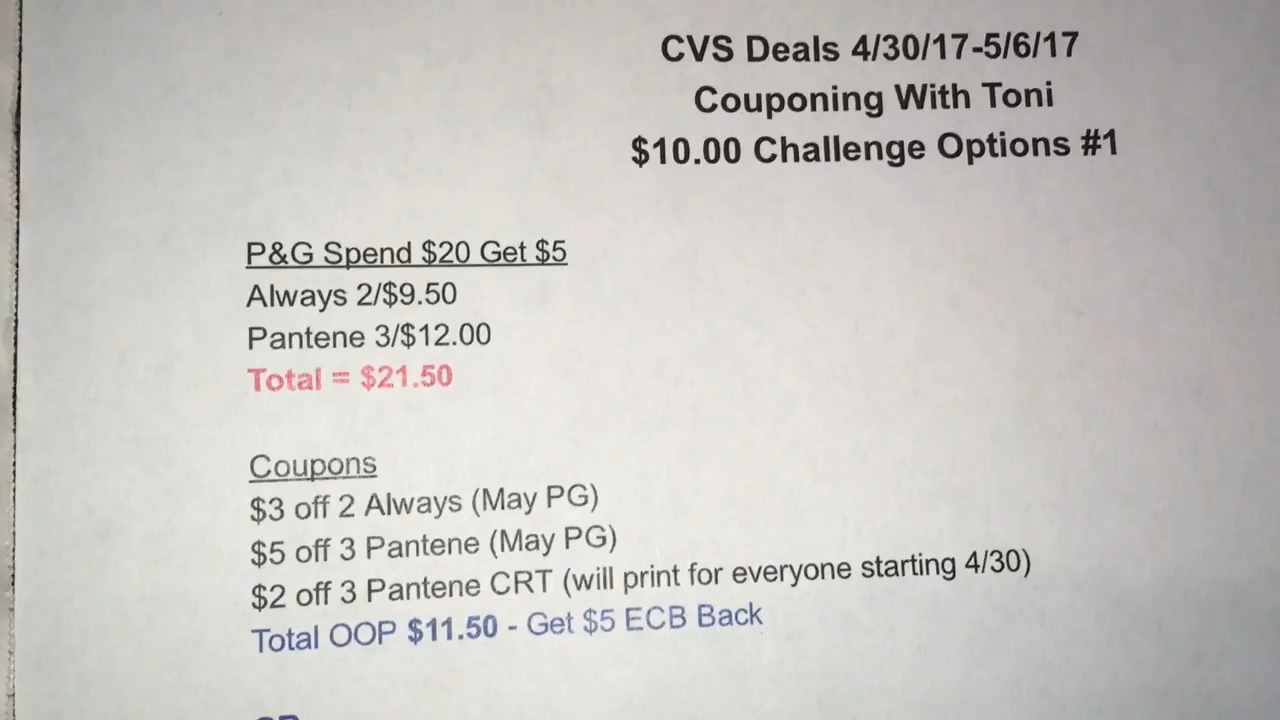 CVS Deals 4/30/17-5/6/17
Couponing With Toni
$10.00 Challenge Options #1
P&G Spend $20 Get $5
Always 2/$9.50
Pantene 3/$12.00
Total = $21.50
Coupons
$3 off 2 Always (May PG)
$5 off 3 Pantene (May PG)
$2 off 3 Pantene CRT (will print for everyone starting 4/30)
Total OOP $11.50 - Get $5 ECB Back